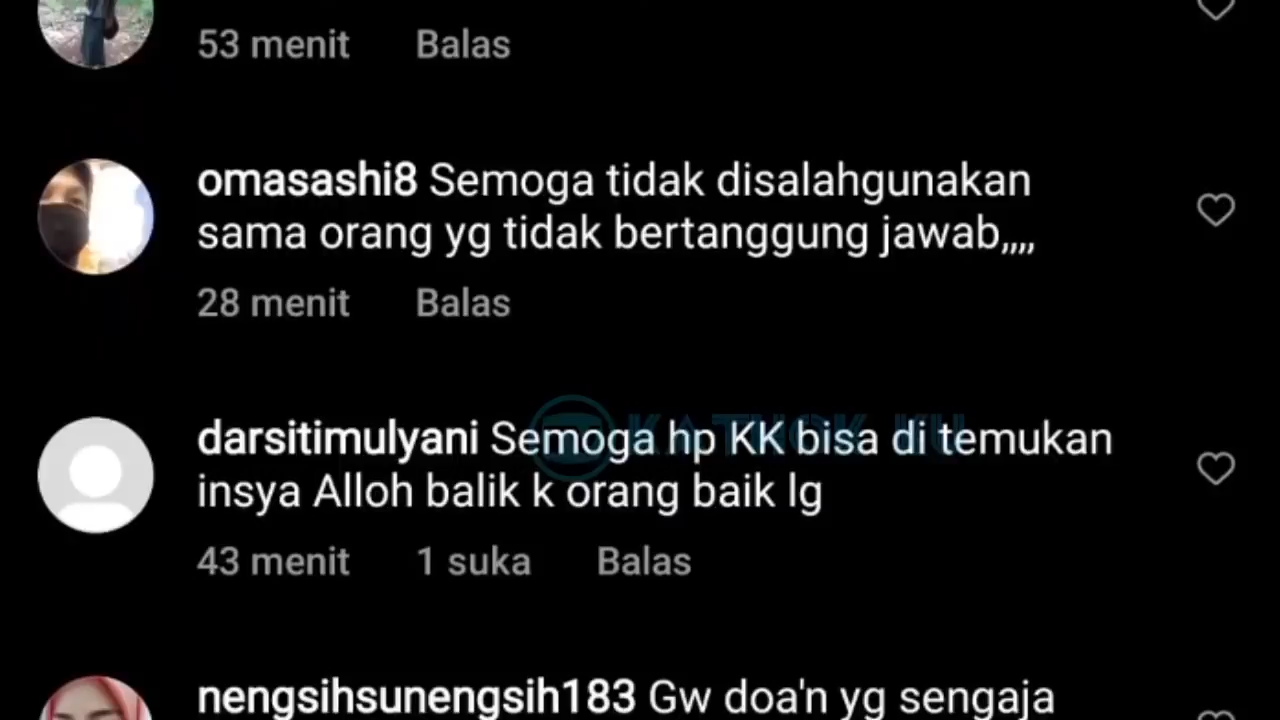 53 menit Balas
omasashi8 Semoga tidak disalahgunakan
sama orang yg tidak bertanggung jawab,,,,
28 menit Balas
KATHOK KU
darsitimulyani Semoga hp KK bisa di temukan
insya Alloh balik k orang baik lg
43 menit 1 suka Balas
nengsihsunengsih183 Gw doa'n yg sengaja